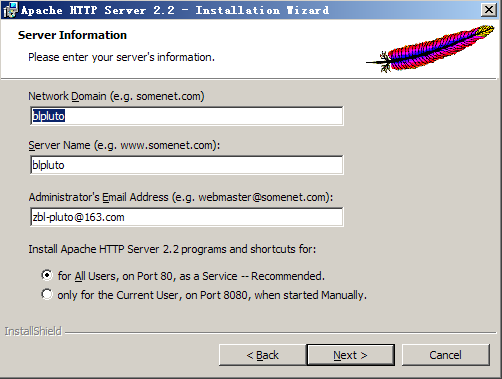 Apache HTTP Server 2.2 - Installation Wizard
Server Information
Please enter your server's information.
Network Domain (e.g. somenet.com)
blpluto
Server Name (e.g. www.somenet.com):
blpluto
Administrator's Email Address (e.g. webmaster@somenet.com):
zbl-pluto@163.com
Install Apache HTTP Server 2.2 programs and shortcuts for:
for All Users, on Port 80, as a Service -- Recommended.
only for the Current User, on Port 8080, when started Manually.
InstallShield
< Back Next > Cancel